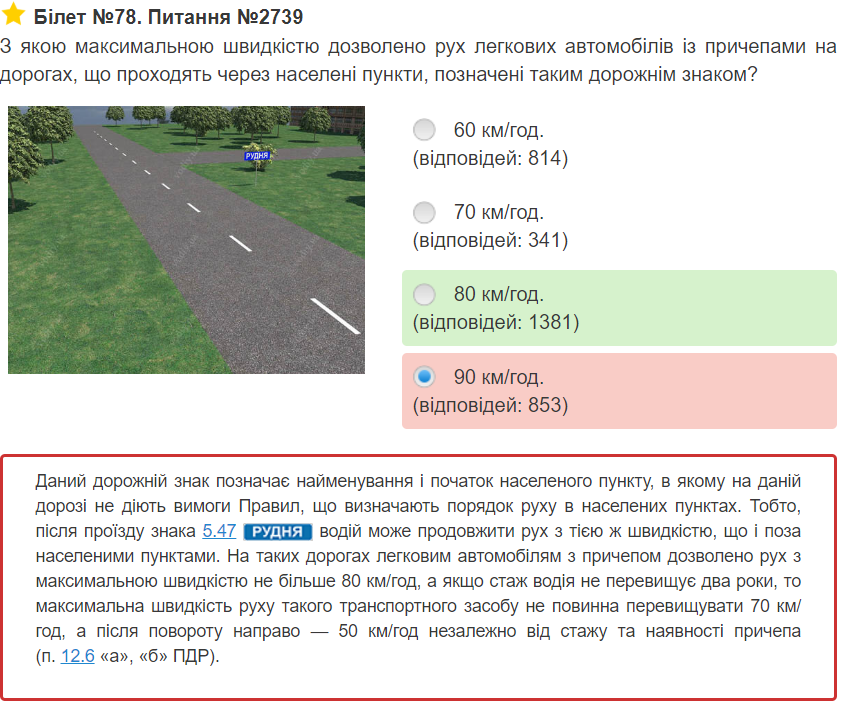 Білет №78. Питання №2739
З якою максимальною швидкістю дозволено рух легкових автомобілів із причепами на
дорогах, що проходять через населені пункти, позначені таким дорожнім знаком?
РУДНЯ
60 км/год.
(відповідей: 814)
70 км/год.
(відповідей: 341)
80 км/год.
(відповідей: 1381)
90 км/год.
(відповідей: 853)
Даний дорожній знак позначає найменування і початок населеного пункту, в якому на даній
дорозі не діють вимоги Правил, що визначають порядок руху в населених пунктах. Тобто,
після проїзду знака 5.47 РУДНЯ водій може продовжити рух з тією ж швидкістю, що і поза
населеними пунктами. На таких дорогах легковим автомобілям з причепом дозволено рух з
максимальною швидкістю не більше 80 км/год, а якщо стаж водія не перевищує два роки, то
максимальна швидкість руху такого транспортного засобу не повинна перевищувати 70 км/
год, а після повороту направо — 50 км/год незалежно від стажу та наявності причепа
(п. 12.6 «а», «б» ПДР).